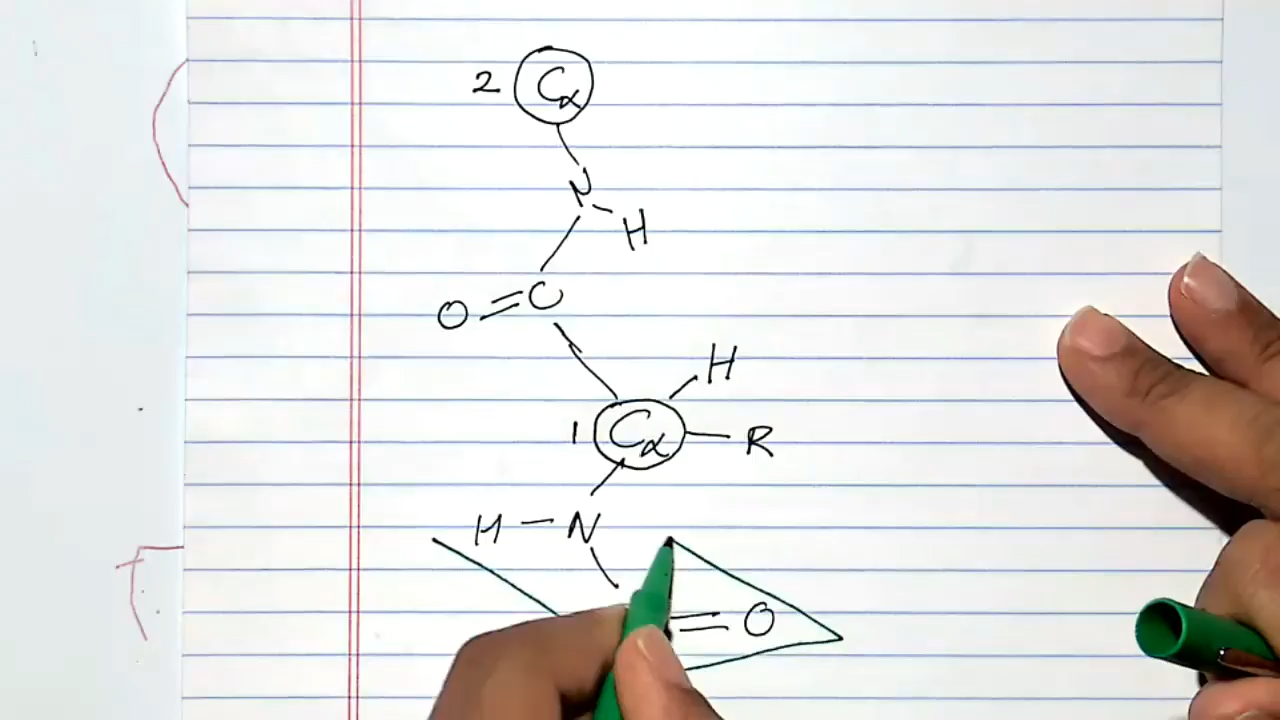 2 Cα
N
H
O = C
H
1 Cα — R
H — N
= O